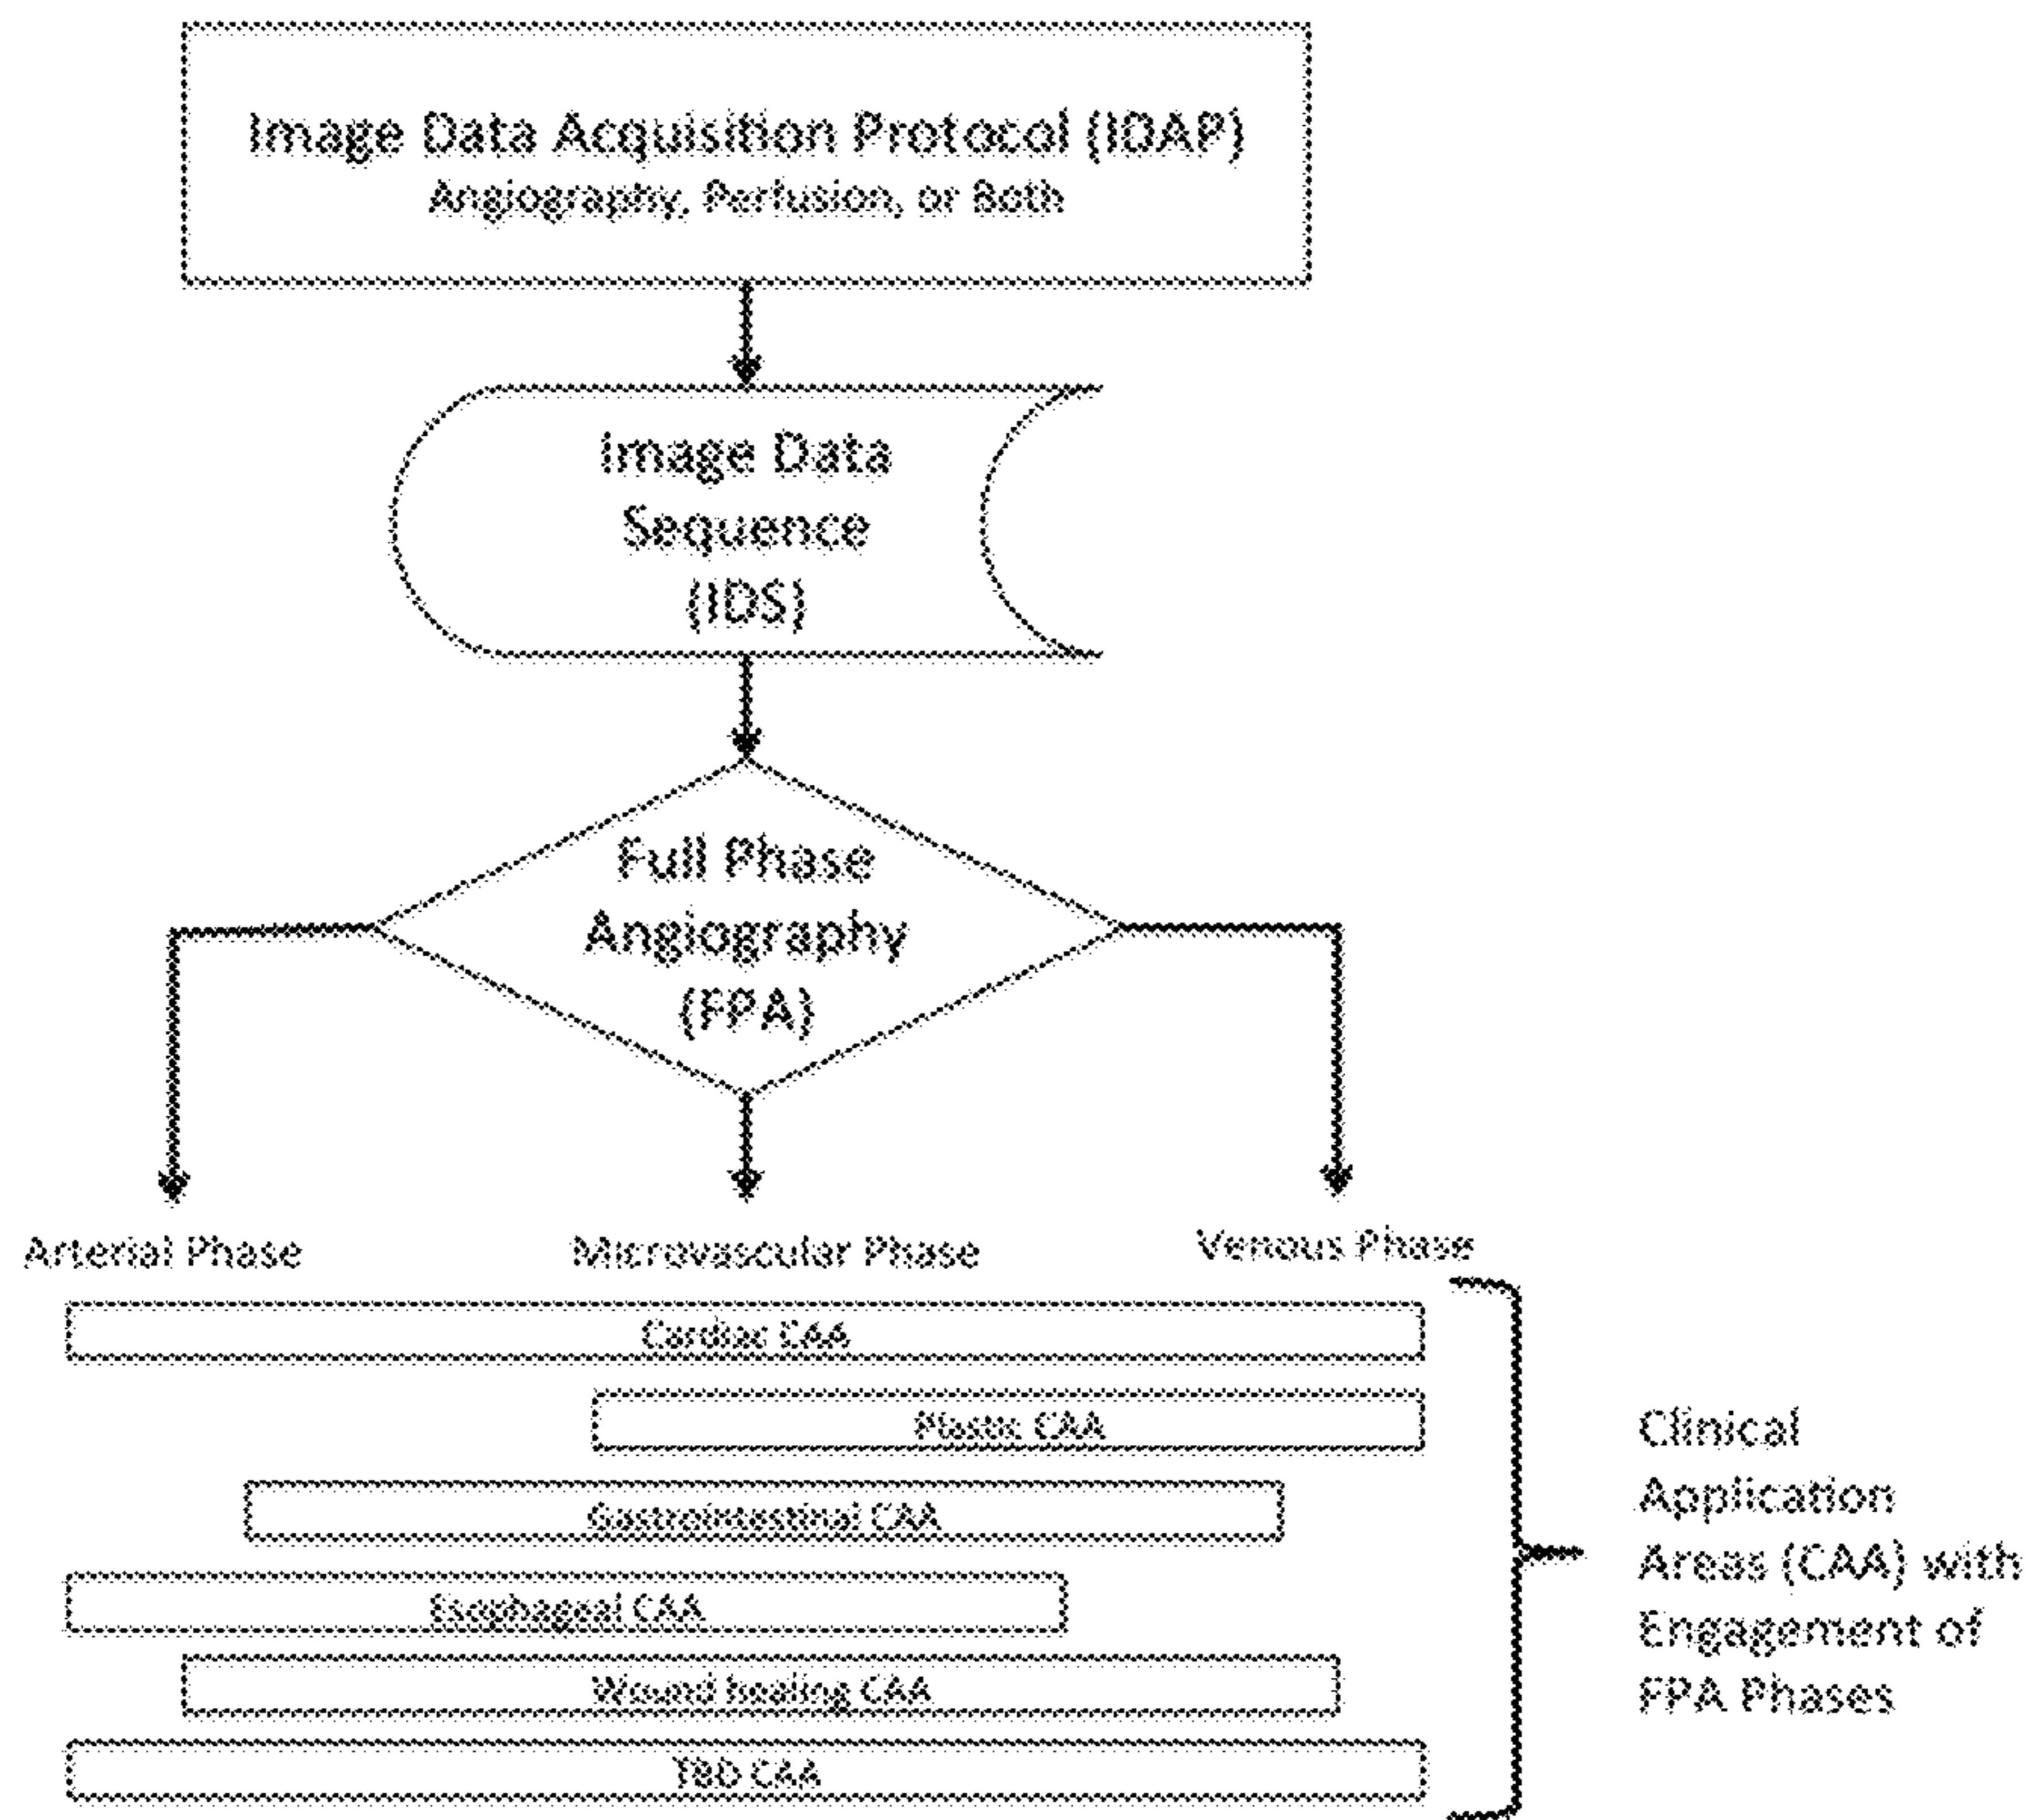 Image Data Acquisition Protocol (IDAP)
Angiography, Perfusion, or Both
Image Data
Sequence
(IDS)
Full Phase
Angiography
(FPA)
Arterial Phase
Microvascular Phase
Venous Phase
Cardiac CAA
Plastic CAA
Gastrointestinal CAA
Esophageal CAA
Wound healing CAA
TBD CAA
Clinical
Application
Areas (CAA) with
Engagement of
FPA Phases